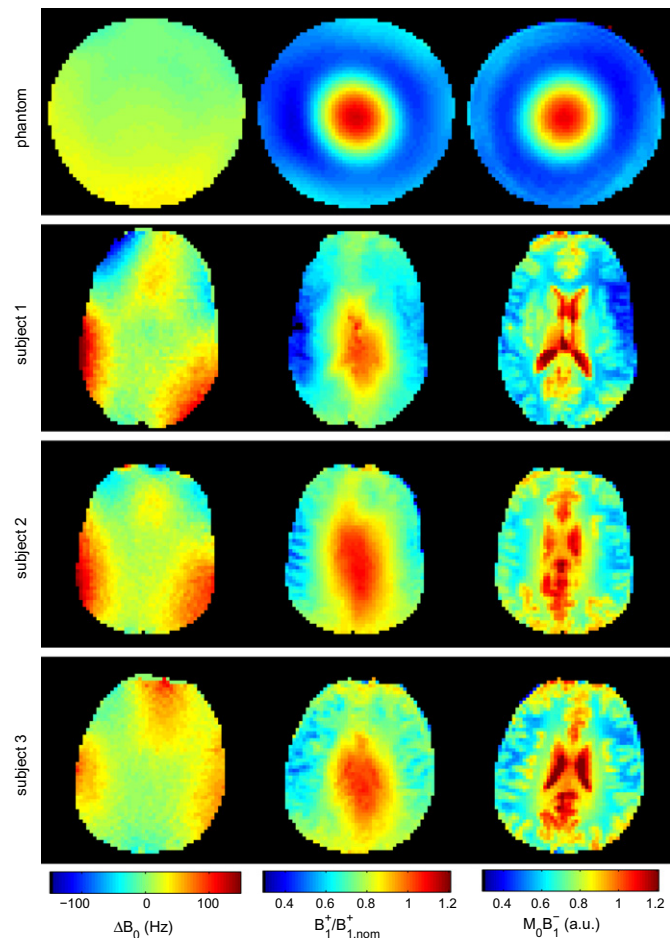 phantom
subject 1
subject 2
subject 3
−100 0 100
0.4 0.6 0.8 1 1.2
0.4 0.6 0.8 1 1.2
ΔB₀ (Hz)
B₁⁺/B₁,ₙₒₘ⁺
M₀B₁⁻ (a.u.)